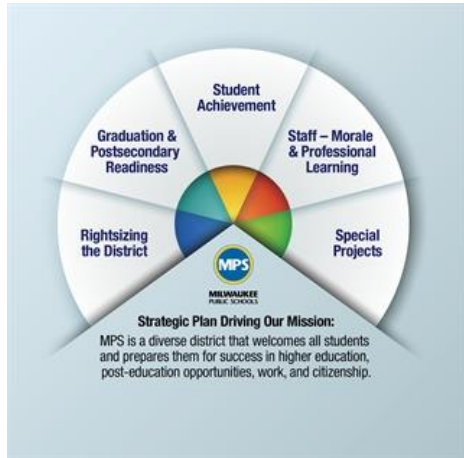 Student
Achievement
Graduation &
Postsecondary
Readiness
Staff – Morale
& Professional
Learning
Rightsizing
the District
Special
Projects
MPS
MILWAUKEE
PUBLIC SCHOOLS
Strategic Plan Driving Our Mission:
MPS is a diverse district that welcomes all students
and prepares them for success in higher education,
post-education opportunities, work, and citizenship.